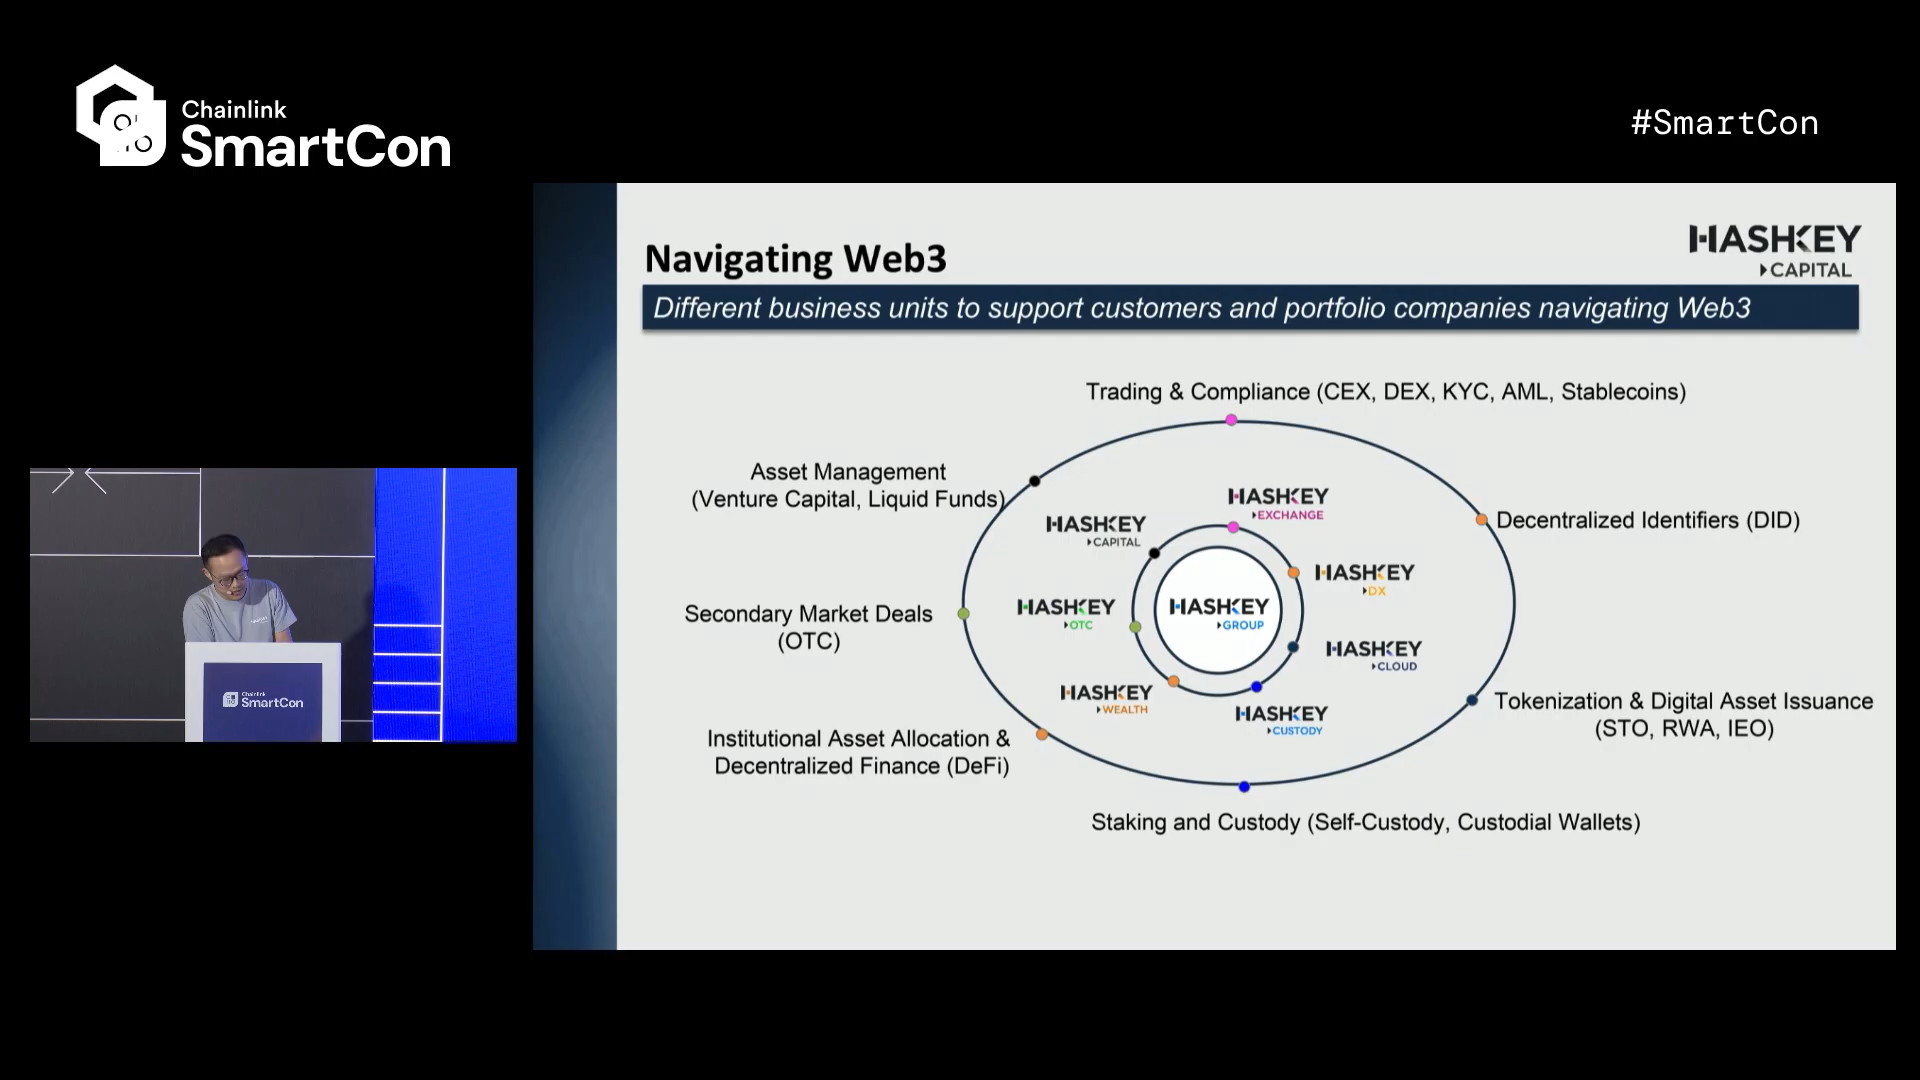 Chainlink
SmartCon
#SmartCon
HASHKEY
CAPITAL
Navigating Web3
Different business units to support customers and portfolio companies navigating Web3
Trading & Compliance (CEX, DEX, KYC, AML, Stablecoins)
Asset Management
(Venture Capital, Liquid Funds)
HASHKEY
EXCHANGE
HASHKEY
CAPITAL
Decentralized Identifiers (DID)
HASHKEY
DX
HASHKEY
OTC
HASHKEY
GROUP
Secondary Market Deals
(OTC)
HASHKEY
CLOUD
HASHKEY
WEALTH
HASHKEY
CUSTODY
Tokenization & Digital Asset Issuance
(STO, RWA, IEO)
Institutional Asset Allocation &
Decentralized Finance (DeFi)
Staking and Custody (Self-Custody, Custodial Wallets)
Chainlink
SmartCon